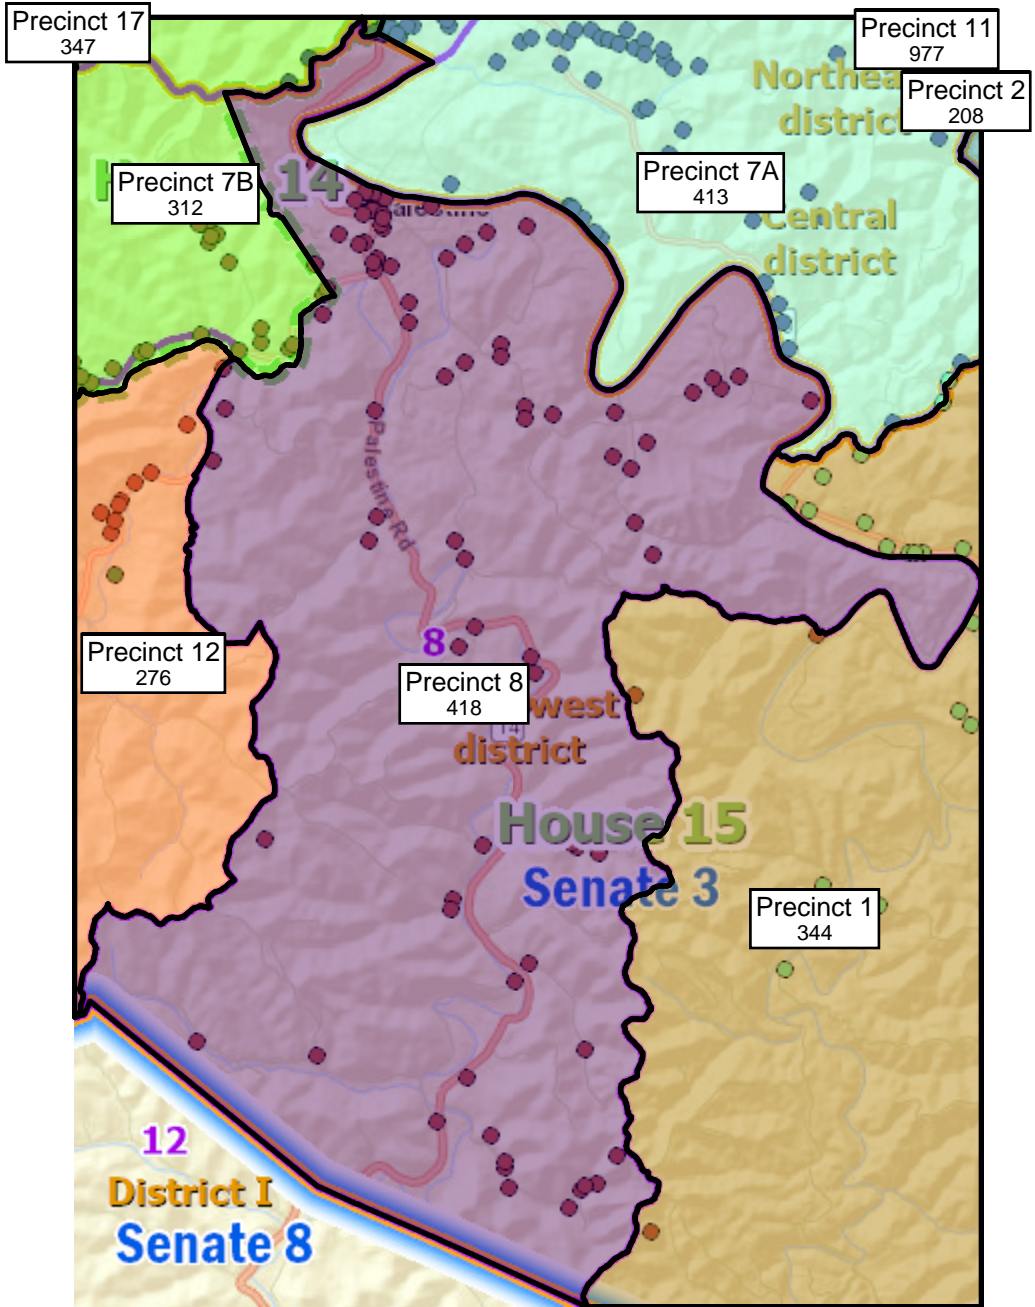 Precinct 17
347
Precinct 11
977
Precinct 2
208
district
Precinct 7B
312
14
Precinct 7A
413
Central
district
Palestine Rd
8
Precinct 12
276
Precinct 8
418
west
14
district
House 15
Senate 3
Precinct 1
344
12
District I
Senate 8